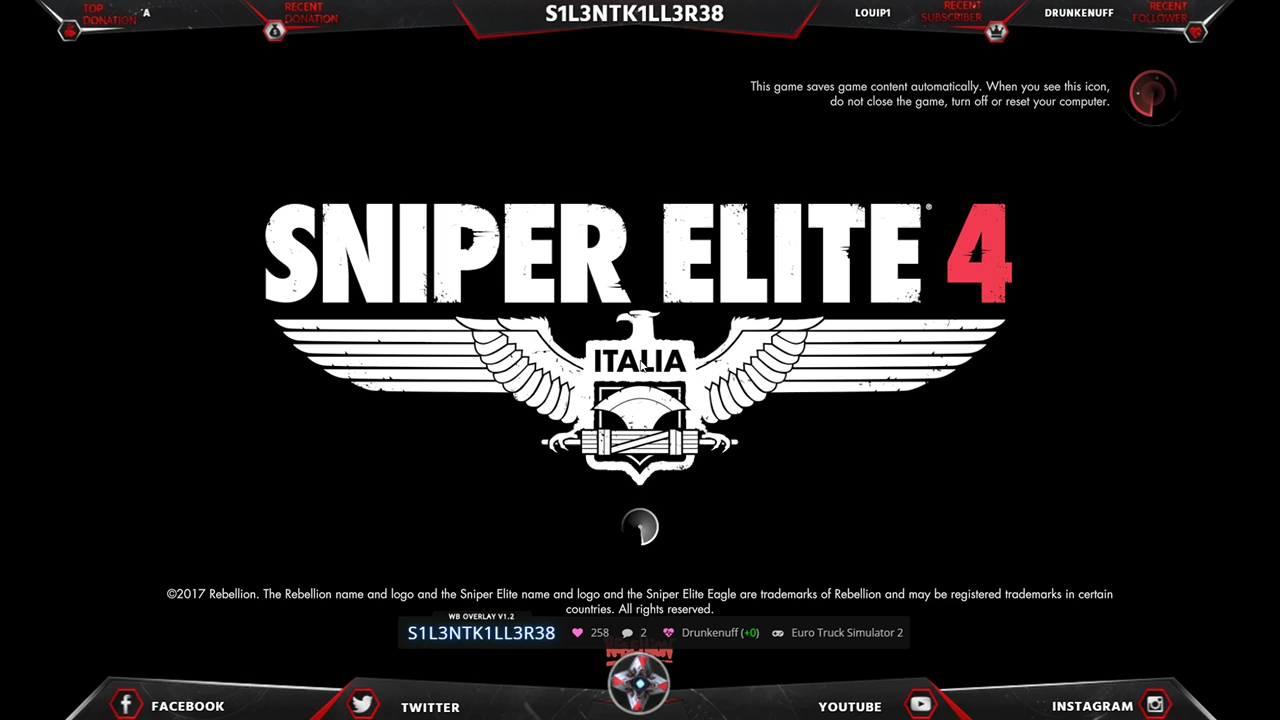 TOP
DONATION
'A
RECENT
DONATION
S1L3NTK1LL3R38
LOUIP1
RECENT
SUBSCRIBER
DRUNKENUFF
RECENT
FOLLOWER
This game saves game content automatically. When you see this icon,
do not close the game, turn off or reset your computer.
SNIPER ELITE® 4
ITALIA
©2017 Rebellion. The Rebellion name and logo and the Sniper Elite name and logo and the Sniper Elite Eagle are trademarks of Rebellion and may be registered trademarks in certain
countries. All rights reserved.
WB OVERLAY V1.2
S1L3NTK1LL3R38 258 2 Drunkenuff (+0) Euro Truck Simulator 2
REBELLION
FACEBOOK
TWITTER
YOUTUBE
INSTAGRAM